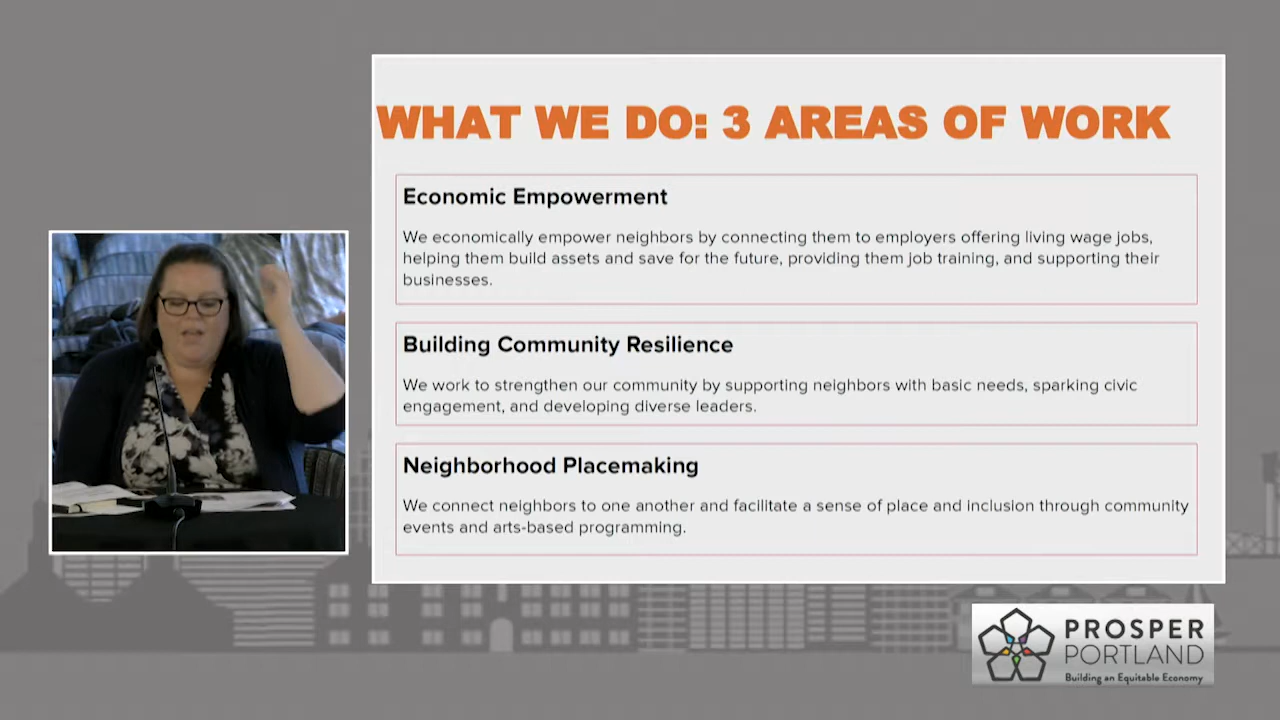 WHAT WE DO: 3 AREAS OF WORK
Economic Empowerment
We economically empower neighbors by connecting them to employers offering living wage jobs,
helping them build assets and save for the future, providing them job training, and supporting their
businesses.
Building Community Resilience
We work to strengthen our community by supporting neighbors with basic needs, sparking civic
engagement, and developing diverse leaders.
Neighborhood Placemaking
We connect neighbors to one another and facilitate a sense of place and inclusion through community
events and arts-based programming.
PROSPER
PORTLAND
Building an Equitable Economy